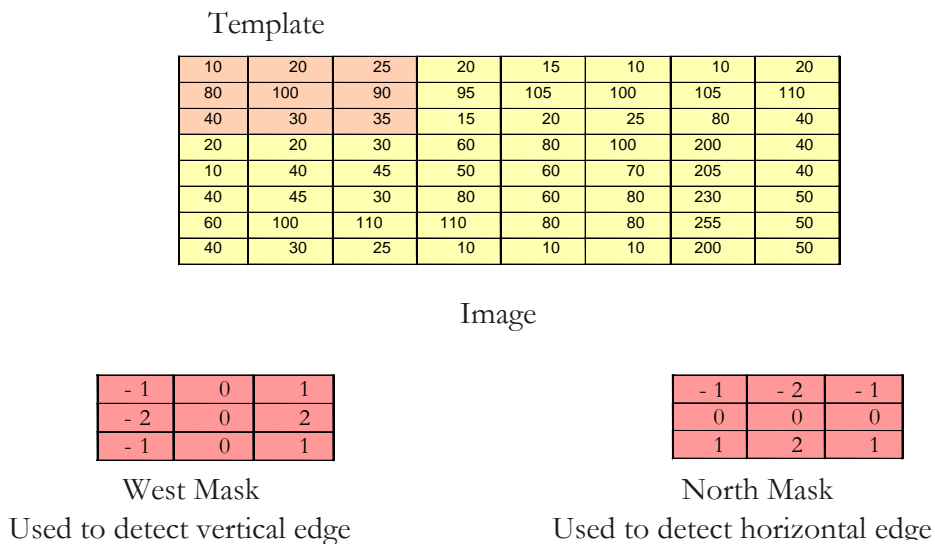 Template
10 20 25 20 15 10 10 20
80 100 90 95 105 100 105 110
40 30 35 15 20 25 80 40
20 20 30 60 80 100 200 40
10 40 45 50 60 70 205 40
40 45 30 80 60 80 230 50
60 100 110 110 80 80 255 50
40 30 25 10 10 10 200 50
Image
- 1 0 1
- 2 0 2
- 1 0 1
West Mask
Used to detect vertical edge
- 1 - 2 - 1
0 0 0
1 2 1
North Mask
Used to detect horizontal edge